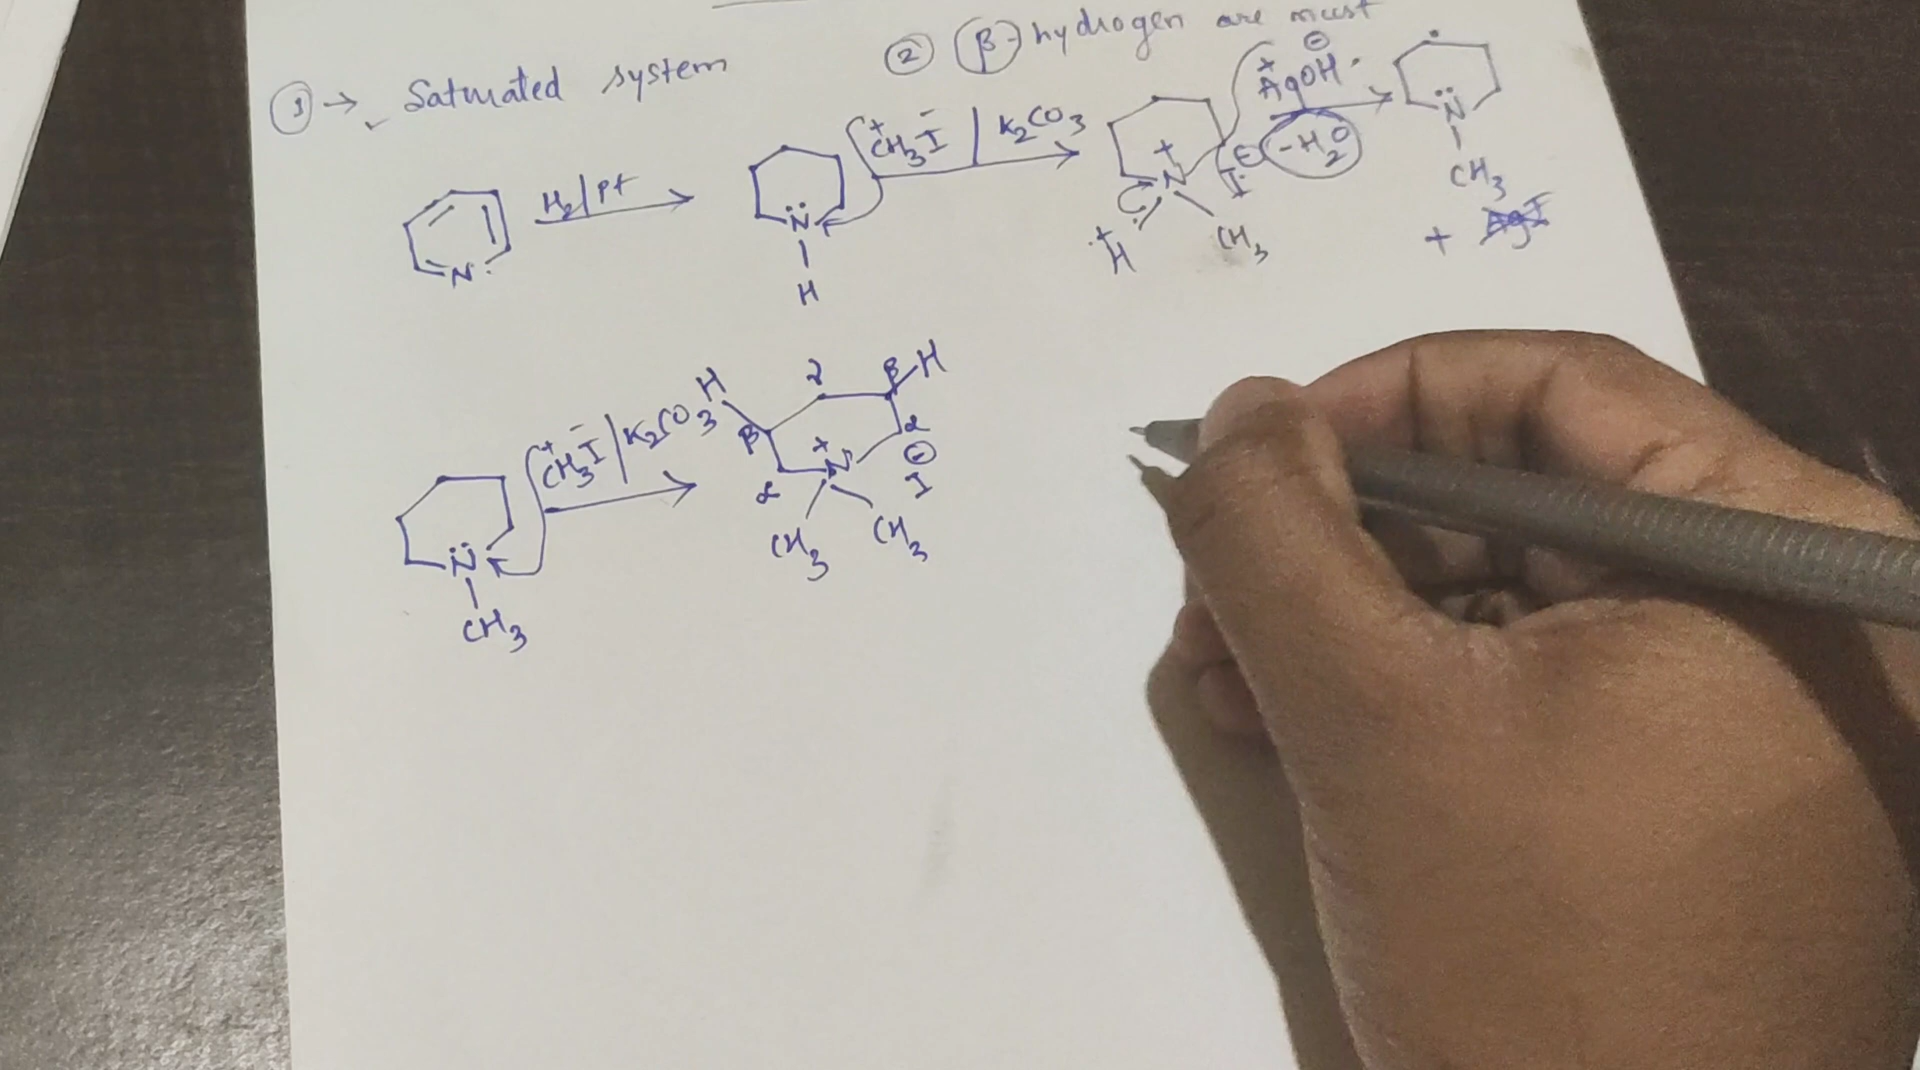 ① → Saturated system
② β-hydrogen are must
N
H2/Pt
N
H
+ -
CH3I / K2CO3
+
N
H +
CH3
I ⊖
+ ⊖
AgOH
-H2O
N
CH3
+ AgI
N
CH3
+ -
CH3I / K2CO3
H
β
γ
β H
α
α
+
N
⊖
I
CH3
CH3